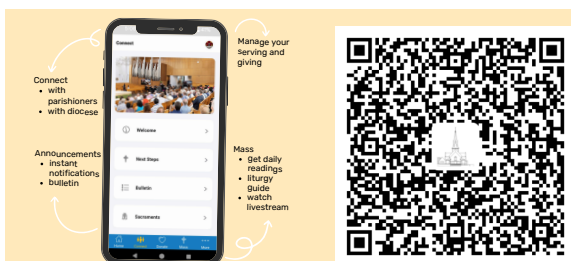 Connect
• with
parishioners
• with diocese
Announcements
• instant
notifications
• bulletin
Connect
Welcome
Next Steps
Bulletin
Sacraments
Home
Connect
More
Manage your
serving and
giving
Mass
• get daily
readings
• liturgy
guide
• watch
livestream